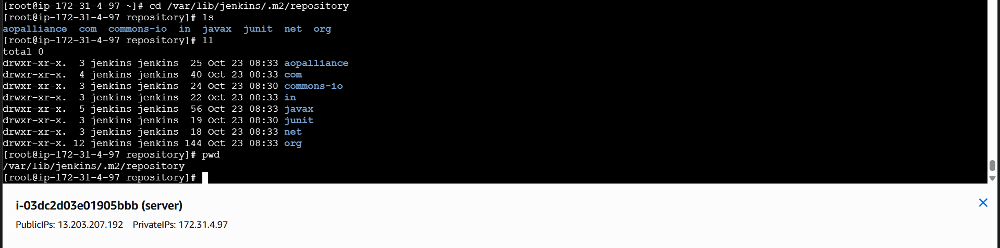 [root@ip-172-31-4-97 ~]# cd /var/lib/jenkins/.m2/repository
[root@ip-172-31-4-97 repository]# ls
aopalliance  com  commons-io  in  javax  junit  net  org
[root@ip-172-31-4-97 repository]# ll
total 0
drwxr-xr-x.  3 jenkins jenkins  25 Oct 23 08:33 aopalliance
drwxr-xr-x.  4 jenkins jenkins  40 Oct 23 08:33 com
drwxr-xr-x.  3 jenkins jenkins  24 Oct 23 08:30 commons-io
drwxr-xr-x.  3 jenkins jenkins  22 Oct 23 08:33 in
drwxr-xr-x.  5 jenkins jenkins  56 Oct 23 08:33 javax
drwxr-xr-x.  3 jenkins jenkins  19 Oct 23 08:30 junit
drwxr-xr-x.  3 jenkins jenkins  18 Oct 23 08:33 net
drwxr-xr-x. 12 jenkins jenkins 144 Oct 23 08:33 org
[root@ip-172-31-4-97 repository]# pwd
/var/lib/jenkins/.m2/repository
[root@ip-172-31-4-97 repository]#
i-03dc2d03e01905bbb (server)
PublicIPs: 13.203.207.192    PrivateIPs: 172.31.4.97